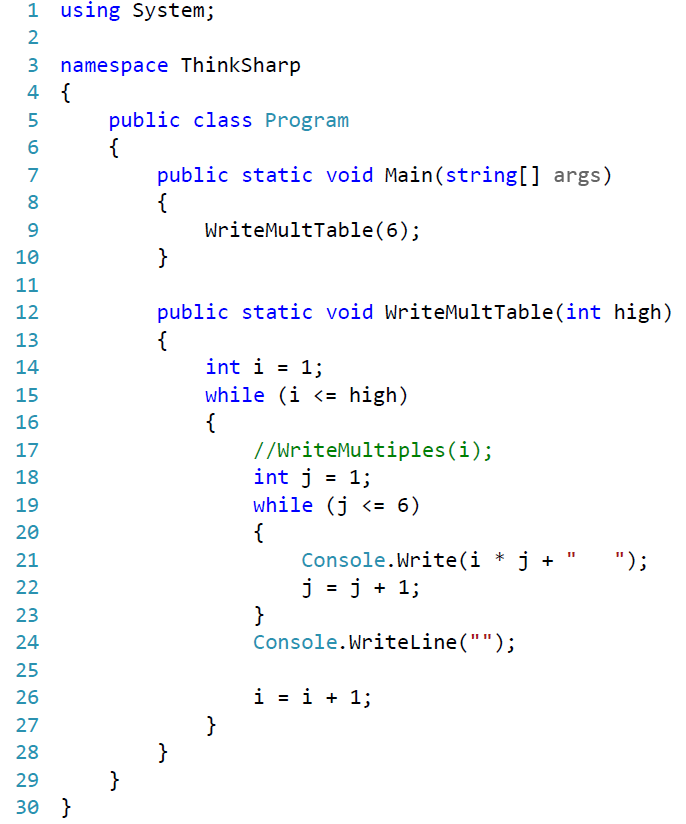 1 using System;
2
3 namespace ThinkSharp
4 {
5     public class Program
6     {
7         public static void Main(string[] args)
8         {
9             WriteMultTable(6);
10         }
11
12         public static void WriteMultTable(int high)
13         {
14             int i = 1;
15             while (i <= high)
16             {
17                 //WriteMultiples(i);
18                 int j = 1;
19                 while (j <= 6)
20                 {
21                     Console.Write(i * j + "   ");
22                     j = j + 1;
23                 }
24                 Console.WriteLine("");
25
26                 i = i + 1;
27             }
28         }
29     }
30 }